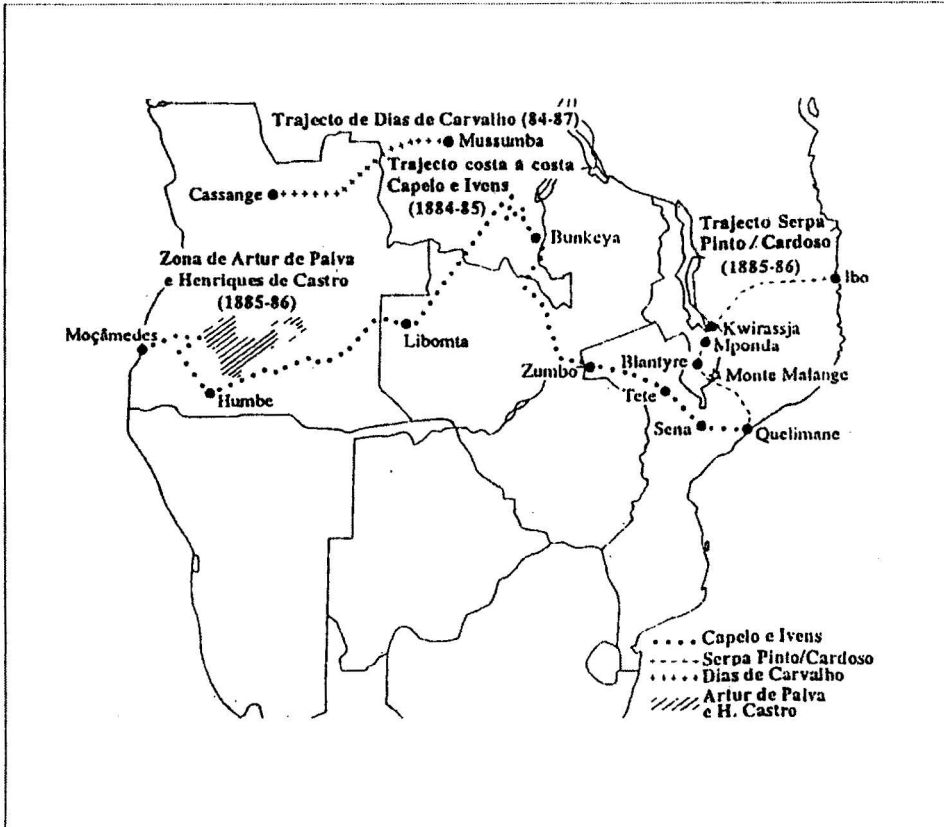 Trajecto de Dias de Carvalho (84-87)
Mussumba
Trajecto costa à costa
Capelo e Ivens
(1884-85)
Cassange
Bunkeya
Trajecto Serpa
Pinto / Cardoso
(1885-86)
Ibo
Zona de Artur de Paiva
e Henriques de Castro
(1885-86)
Moçâmedes
Libomta
Kwirassja
Mponda
Blantyre
Zumbo
Monte Malange
Tete
Humbe
Sena
Quelimane
Capelo e Ivens
Serpa Pinto/Cardoso
Dias de Carvalho
Artur de Paiva
e H. Castro